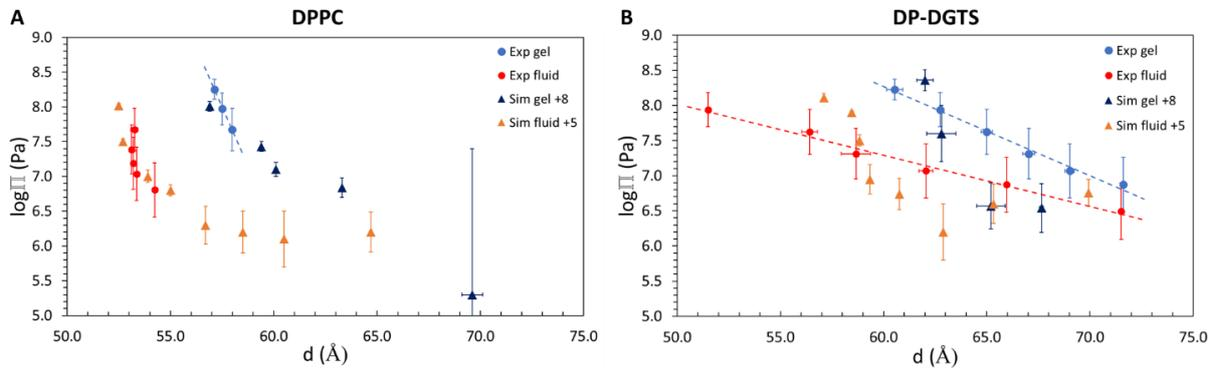 A
DPPC
9.0
8.5
8.0
7.5
7.0
6.5
6.0
5.5
5.0
logΠ (Pa)
Exp gel
Exp fluid
Sim gel +8
Sim fluid +5
50.0 55.0 60.0 65.0 70.0 75.0
d (Å)
B
DP-DGTS
9.0
8.5
8.0
7.5
7.0
6.5
6.0
5.5
5.0
logΠ (Pa)
Exp gel
Exp fluid
Sim gel +8
Sim fluid +5
50.0 55.0 60.0 65.0 70.0 75.0
d (Å)